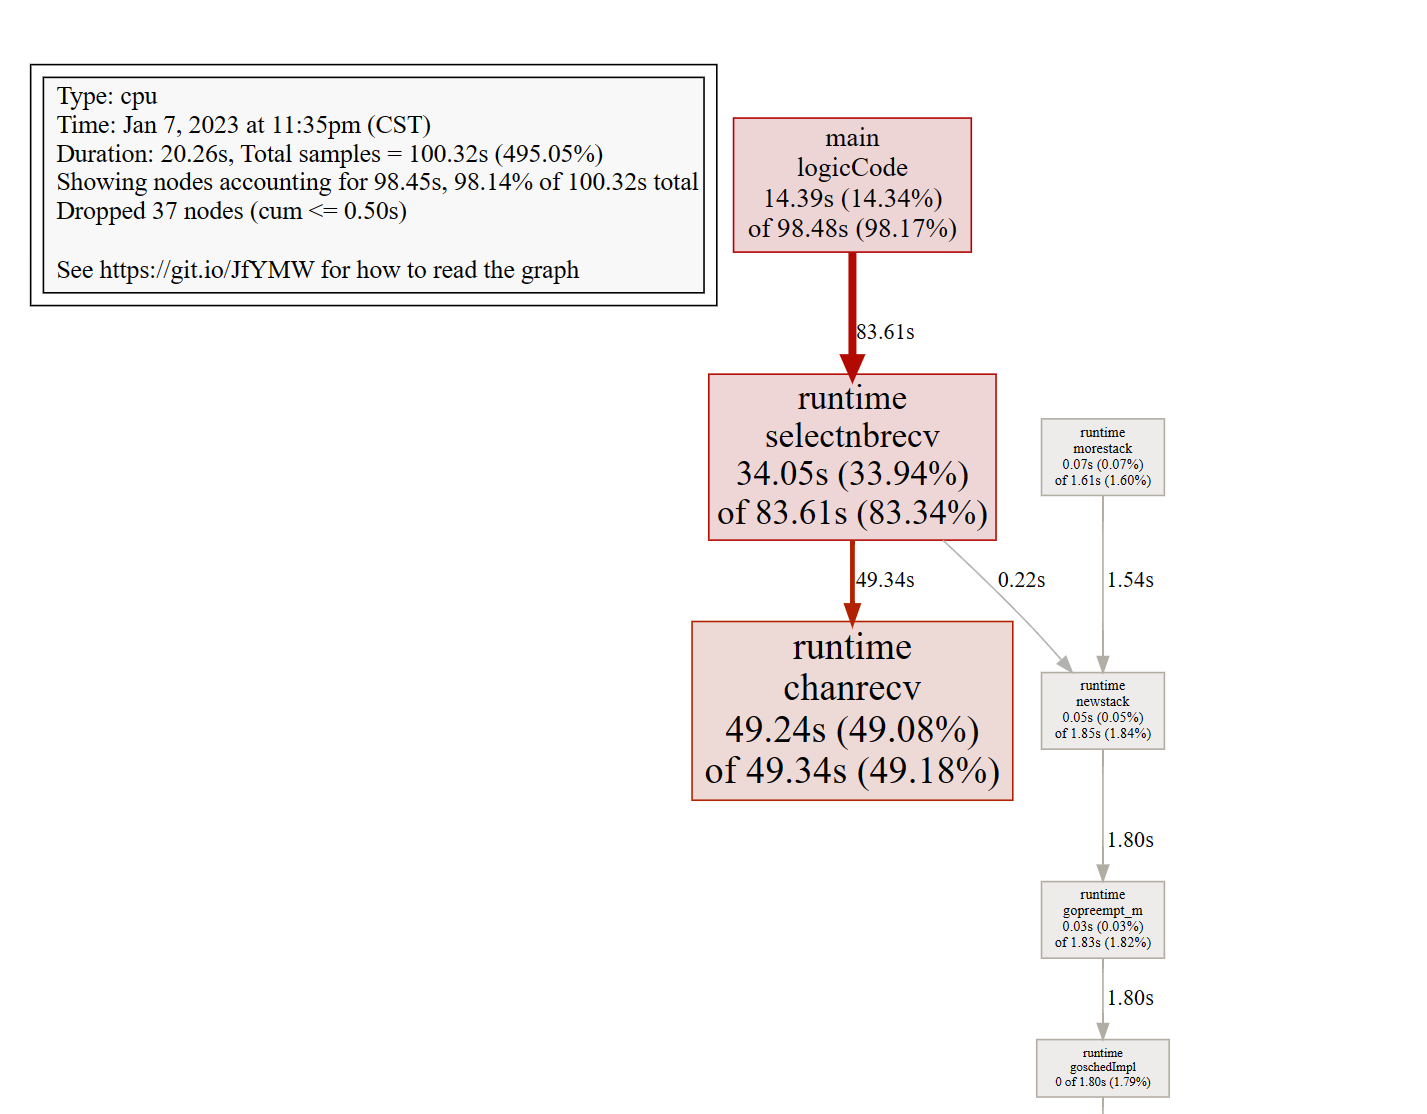 Type: cpu
Time: Jan 7, 2023 at 11:35pm (CST)
Duration: 20.26s, Total samples = 100.32s (495.05%)
Showing nodes accounting for 98.45s, 98.14% of 100.32s total
Dropped 37 nodes (cum <= 0.50s)
See https://git.io/JfYMW for how to read the graph
main
logicCode
14.39s (14.34%)
of 98.48s (98.17%)
83.61s
runtime
selectnbrecv
34.05s (33.94%)
of 83.61s (83.34%)
runtime
morestack
0.07s (0.07%)
of 1.61s (1.60%)
49.34s
0.22s
1.54s
runtime
chanrecv
49.24s (49.08%)
of 49.34s (49.18%)
runtime
newstack
0.05s (0.05%)
of 1.85s (1.84%)
1.80s
runtime
gopreempt_m
0.03s (0.03%)
of 1.83s (1.82%)
1.80s
runtime
goschedImpl
0 of 1.80s (1.79%)